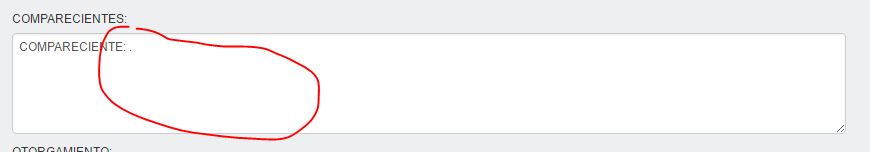 COMPARECIENTES:
COMPARECIENTE: .
OTORGAMIENTO: